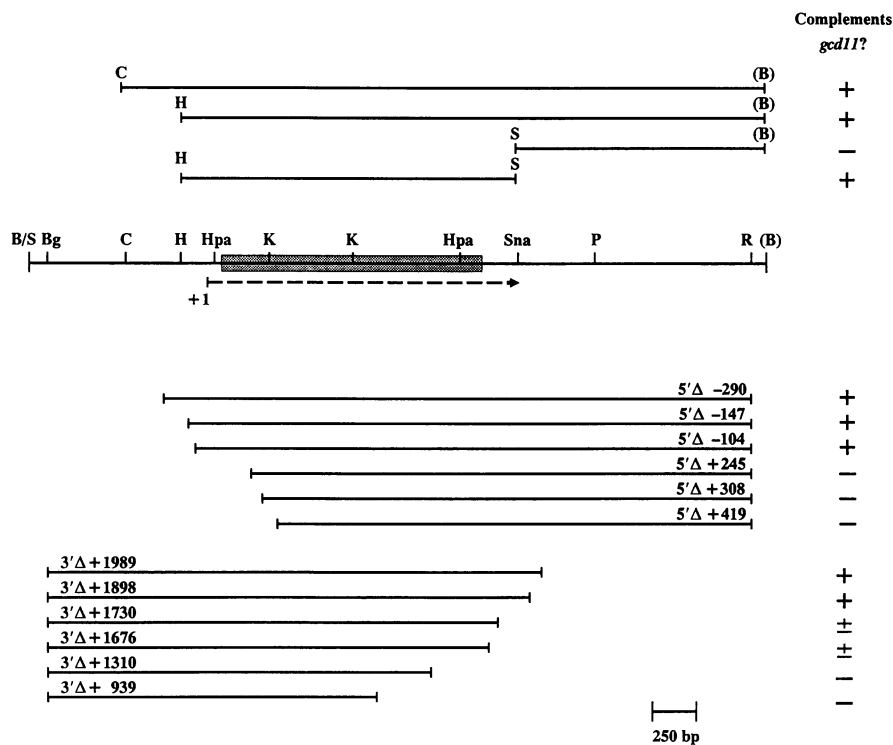 Complements
gcd11?
C (B)
+
H (B)
+
S (B)
−
H S
+
B/S Bg C H Hpa K K Hpa Sna P R (B)
+1
5′Δ −290 +
5′Δ −147 +
5′Δ −104 +
5′Δ +245 −
5′Δ +308 −
5′Δ +419 −
3′Δ+1989 +
3′Δ+1898 +
3′Δ+1730 ±
3′Δ+1676 ±
3′Δ+1310 −
3′Δ+ 939 −
250 bp